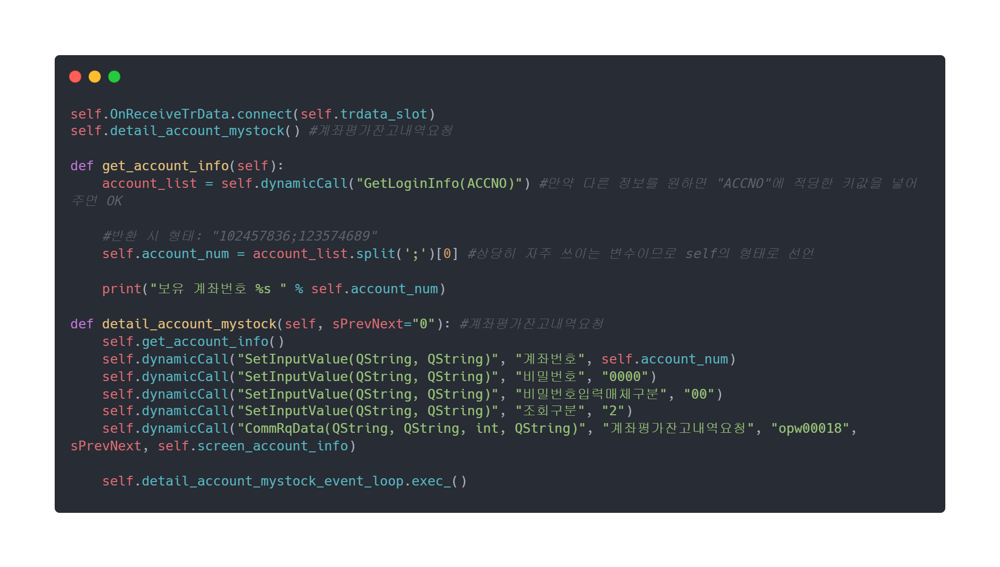 self.OnReceiveTrData.connect(self.trdata_slot)
self.detail_account_mystock() #계좌평가잔고내역요청
def get_account_info(self):
    account_list = self.dynamicCall("GetLoginInfo(ACCNO)") #만약 다른 정보를 원하면 "ACCNO"에 적당한 키값을 넣어
주면 OK
    #반환 시 형태: "102457836;123574689"
    self.account_num = account_list.split(';')[0] #상당히 자주 쓰이는 변수이므로 self의 형태로 선언
    print("보유 계좌번호 %s " % self.account_num)
def detail_account_mystock(self, sPrevNext="0"): #계좌평가잔고내역요청
    self.get_account_info()
    self.dynamicCall("SetInputValue(QString, QString)", "계좌번호", self.account_num)
    self.dynamicCall("SetInputValue(QString, QString)", "비밀번호", "0000")
    self.dynamicCall("SetInputValue(QString, QString)", "비밀번호입력매체구분", "00")
    self.dynamicCall("SetInputValue(QString, QString)", "조회구분", "2")
    self.dynamicCall("CommRqData(QString, QString, int, QString)", "계좌평가잔고내역요청", "opw00018",
sPrevNext, self.screen_account_info)
    self.detail_account_mystock_event_loop.exec_()